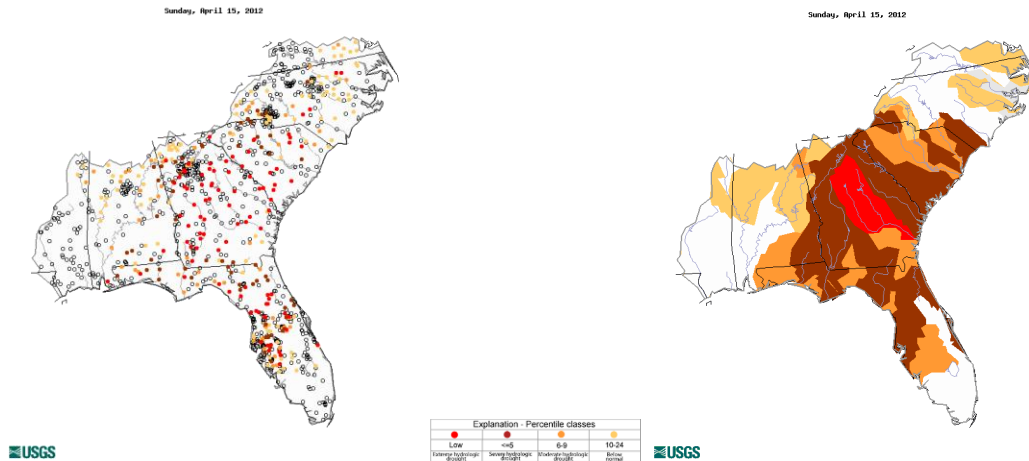 Sunday, April 15, 2012
Sunday, April 15, 2012
Explanation - Percentile classes
Low
<=5
6-9
10-24
Extreme hydrologic drought
Severe hydrologic drought
Moderate hydrologic drought
Below normal
USGS
USGS